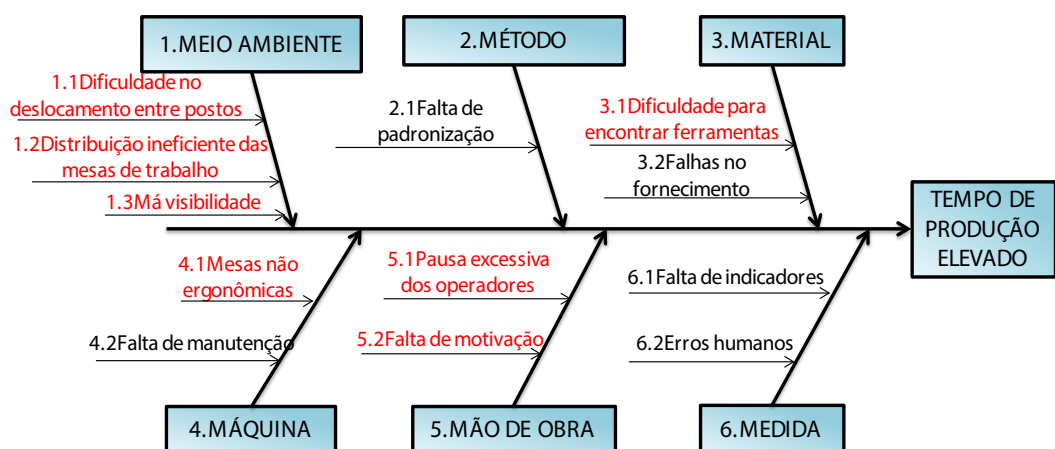 1.MEIO AMBIENTE
2.MÉTODO
3.MATERIAL
1.1Dificuldade no
deslocamento entre postos
1.2Distribuição ineficiente das
mesas de trabalho
1.3Má visibilidade
2.1Falta de
padronização
3.1Dificuldade para
encontrar ferramentas
3.2Falhas no
fornecimento
TEMPO DE
PRODUÇÃO
ELEVADO
4.1Mesas não
ergonômicas
4.2Falta de manutenção
5.1Pausa excessiva
dos operadores
5.2Falta de motivação
6.1Falta de indicadores
6.2Erros humanos
4.MÁQUINA
5.MÃO DE OBRA
6.MEDIDA